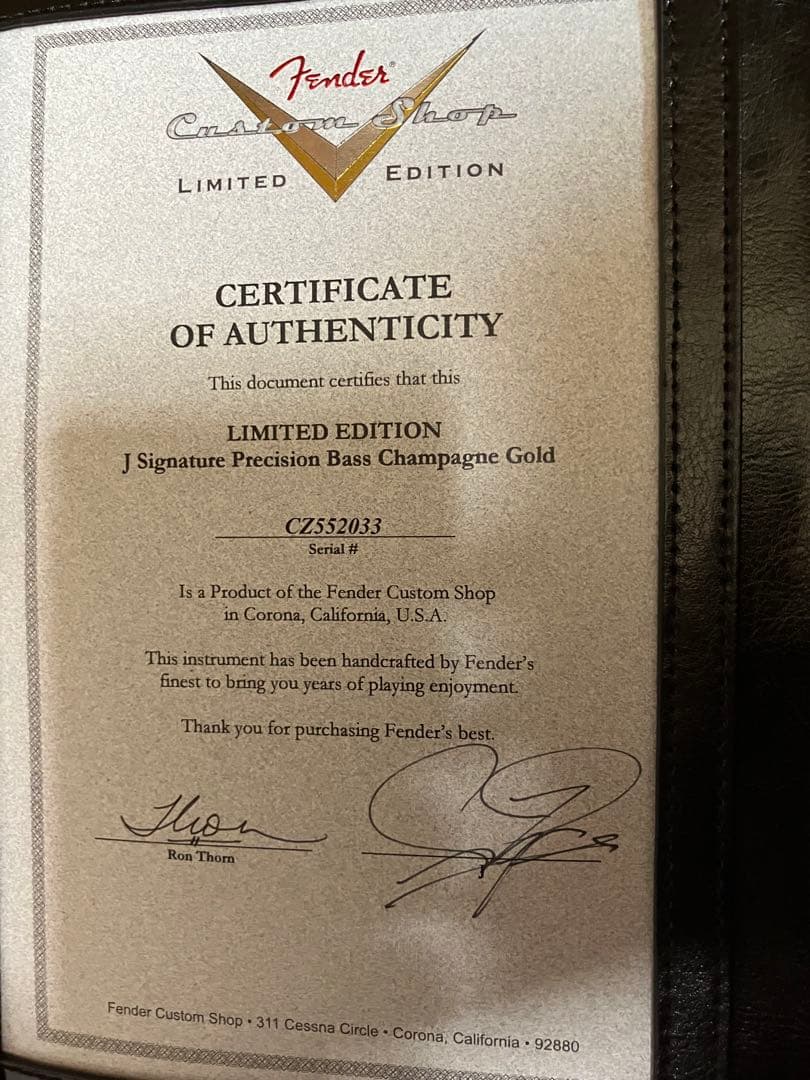 Fender®
Custom Shop
LIMITED EDITION
CERTIFICATE
OF AUTHENTICITY
This document certifies that this
LIMITED EDITION
J Signature Precision Bass Champagne Gold
CZ552033
Serial #
Is a Product of the Fender Custom Shop
in Corona, California, U.S.A.
This instrument has been handcrafted by Fender's
finest to bring you years of playing enjoyment.
Thank you for purchasing Fender's best.
Thorn
Ron Thorn
J
Fender Custom Shop • 311 Cessna Circle • Corona, California • 92880